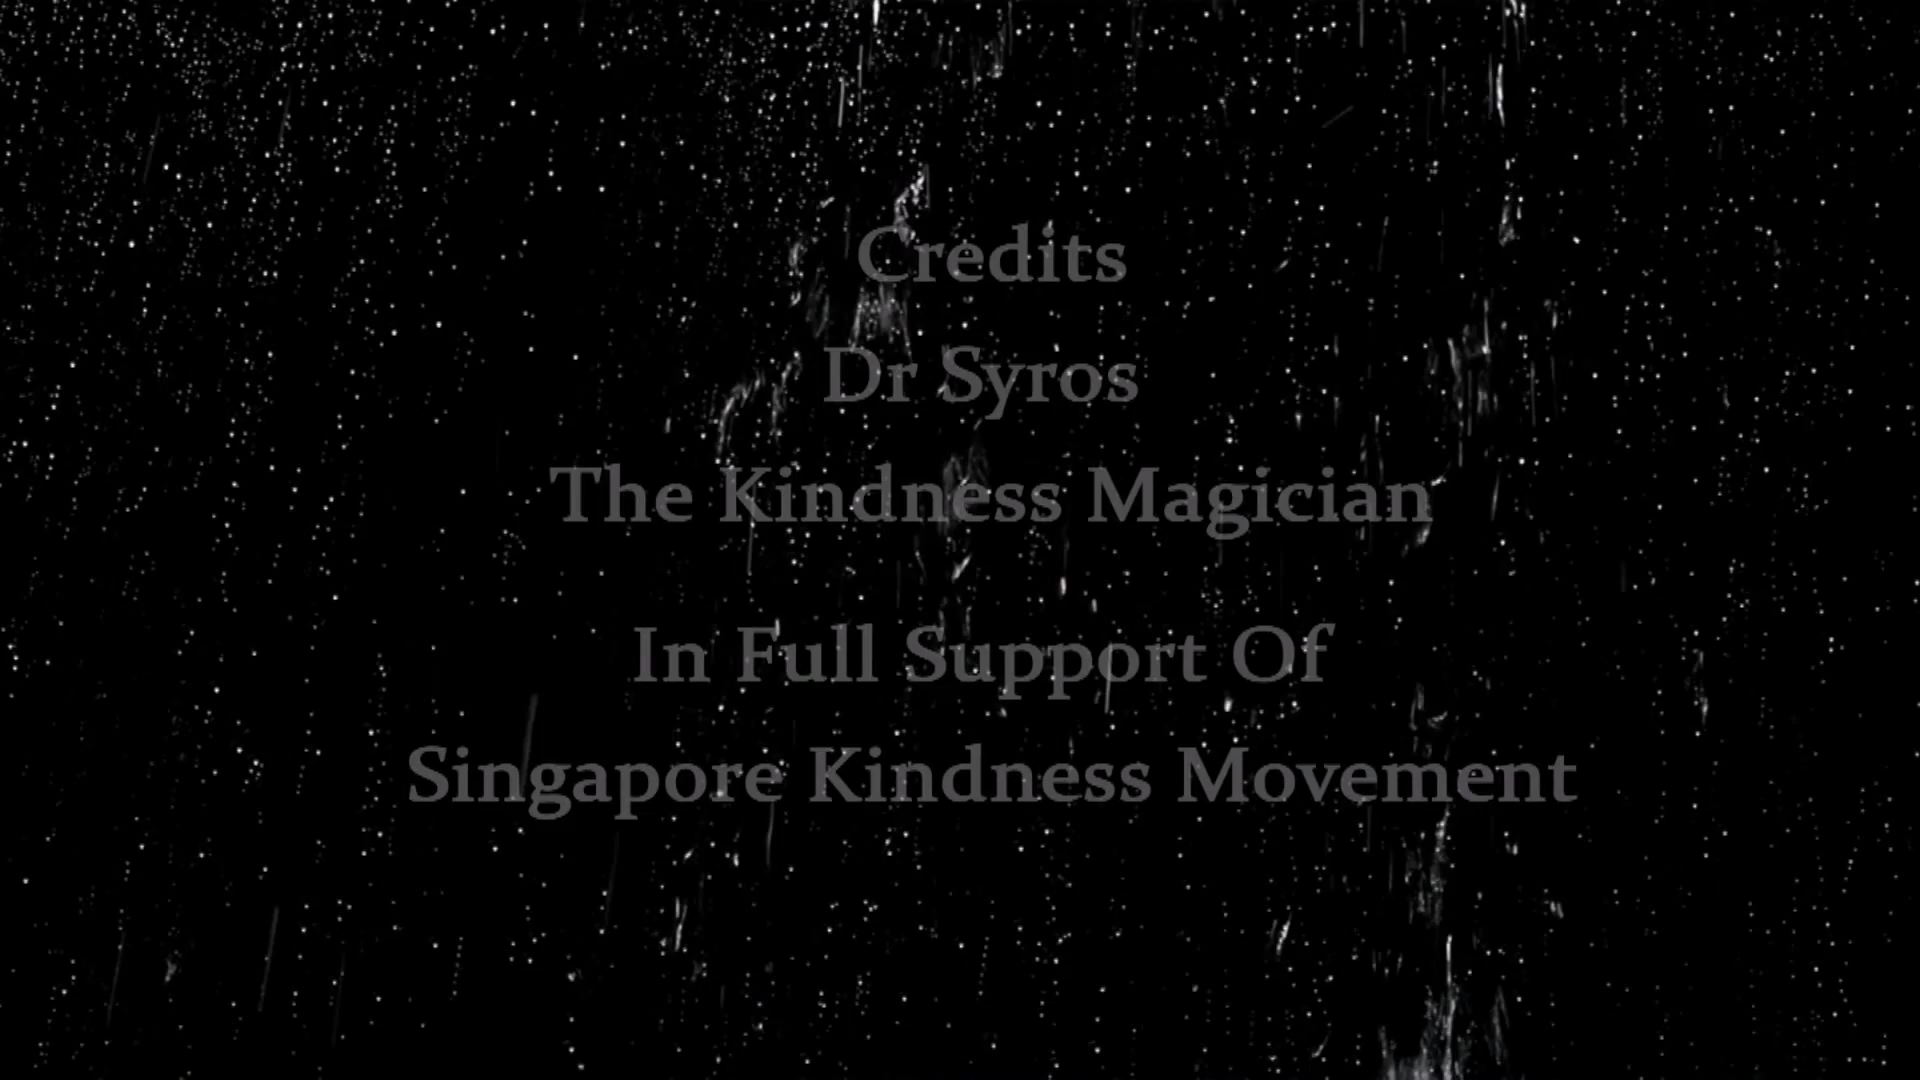 Credits
Dr Syros
The Kindness Magician
In Full Support Of
Singapore Kindness Movement